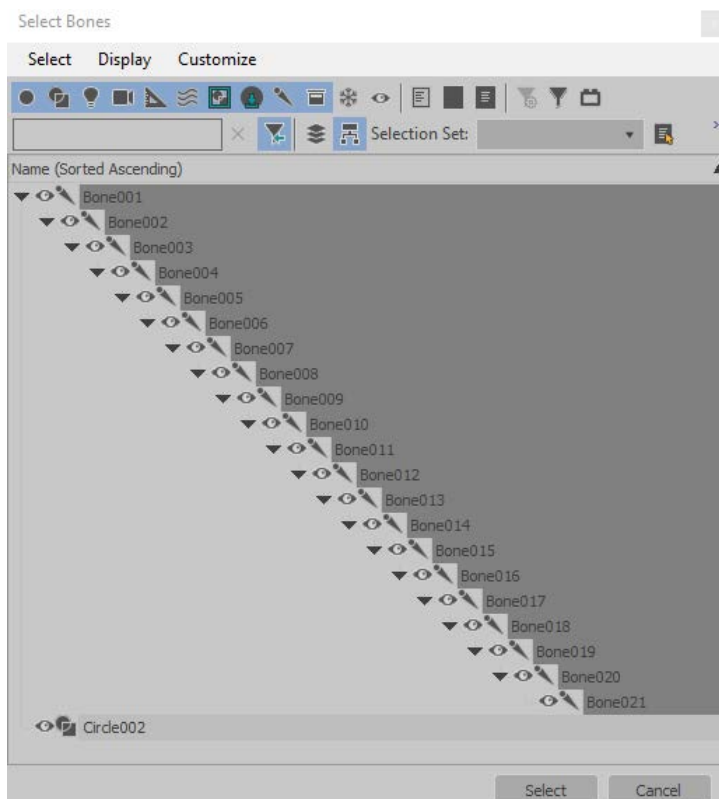 Select Bones
Select Display Customize
Selection Set:
Name (Sorted Ascending)
Bone001
Bone002
Bone003
Bone004
Bone005
Bone006
Bone007
Bone008
Bone009
Bone010
Bone011
Bone012
Bone013
Bone014
Bone015
Bone016
Bone017
Bone018
Bone019
Bone020
Bone021
Circle002
Select Cancel